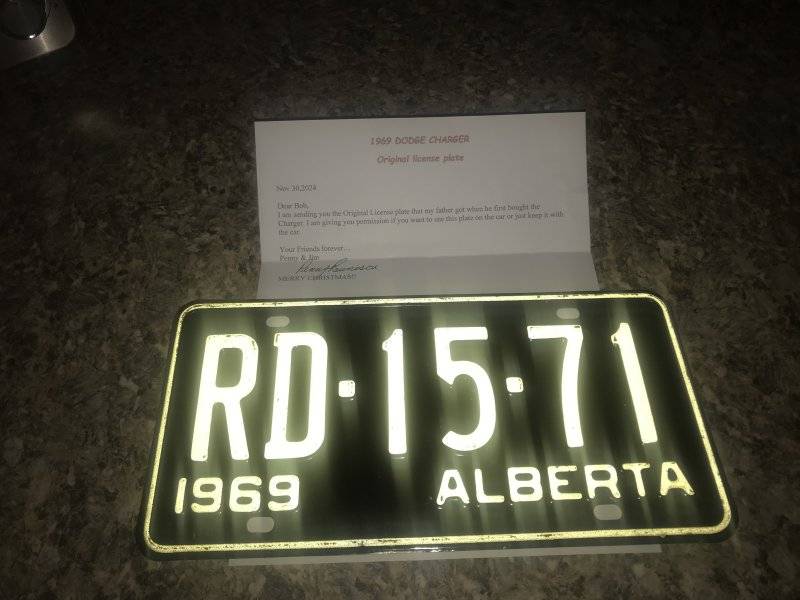 1969 DODGE CHARGER
Original license plate
Nov 30,2024
Dear Bob,
I am sending you the Original License plate that my father got when he first bought the
Charger. I am giving you permission if you want to use this plate on the car or just keep it with
the car.
Your Friends forever...
Penny & Jim
MERRY CHRISTMAS!!
RD·15·71
1969 ALBERTA